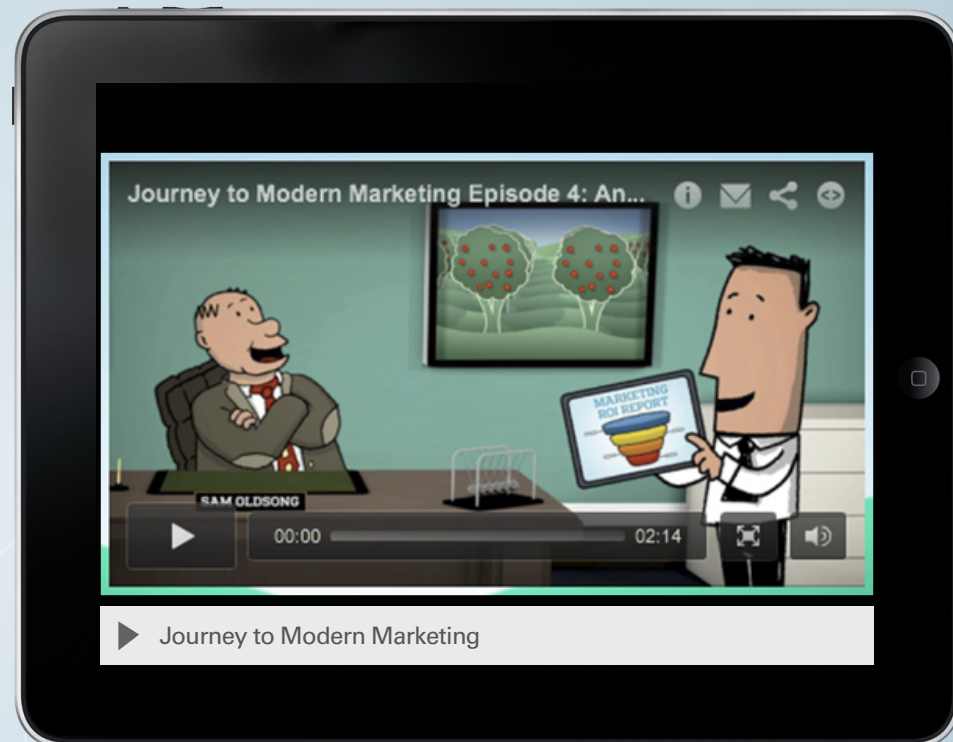 Journey to Modern Marketing Episode 4: An...
MARKETING
ROI REPORT
SAM OLDSONG
00:00
02:14
Journey to Modern Marketing